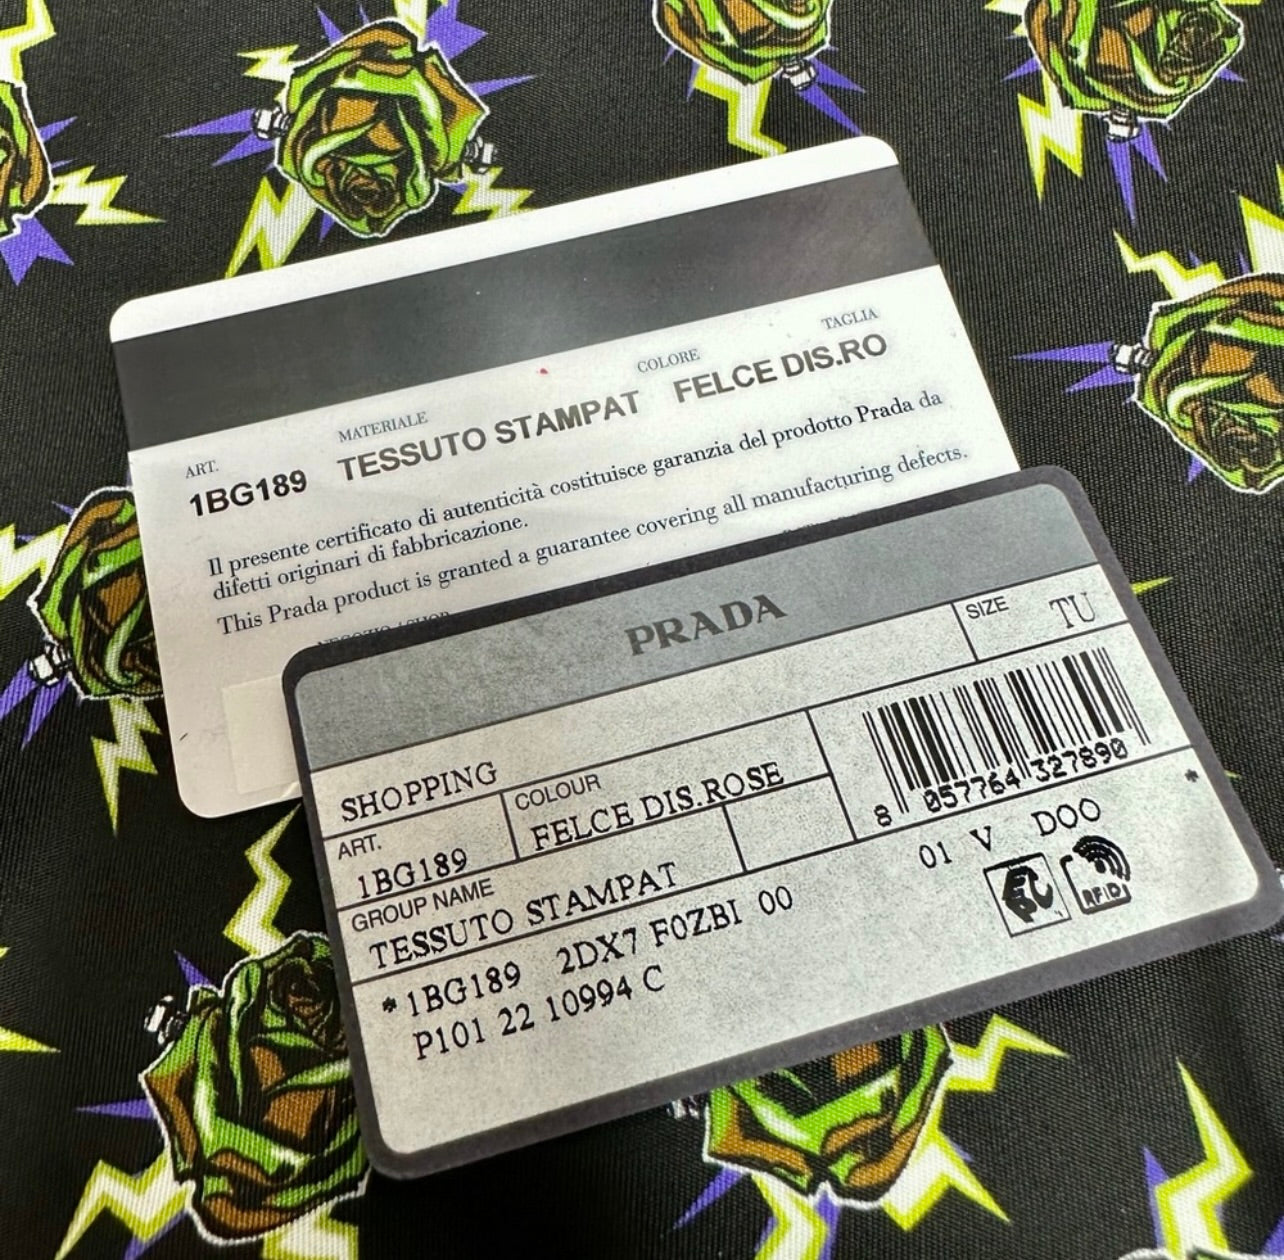 TAGLIA
COLORE
MATERIALE
ART.
1BG189 TESSUTO STAMPAT FELCE DIS.RO
Il presente certificato di autenticità costituisce garanzia del prodotto Prada da
difetti originari di fabbricazione.
This Prada product is granted a guarantee covering all manufacturing defects.
PRADA
SIZE
TU
SHOPPING
COLOUR
FELCE DIS.ROSE
8 057764 327890
ART.
1BG189
01 V DOO
*
GROUP NAME
TESSUTO STAMPAT
RFID
*1BG189 2DX7 F0ZBI 00
P101 22 10994 C